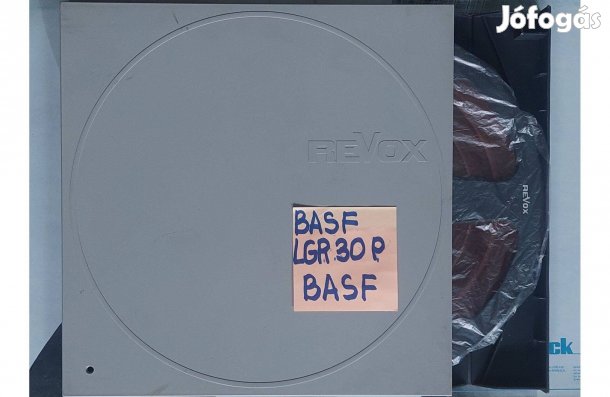 Jófogás
REVOX
REVOX
BASF
LGR.30 P.
BASF
ck